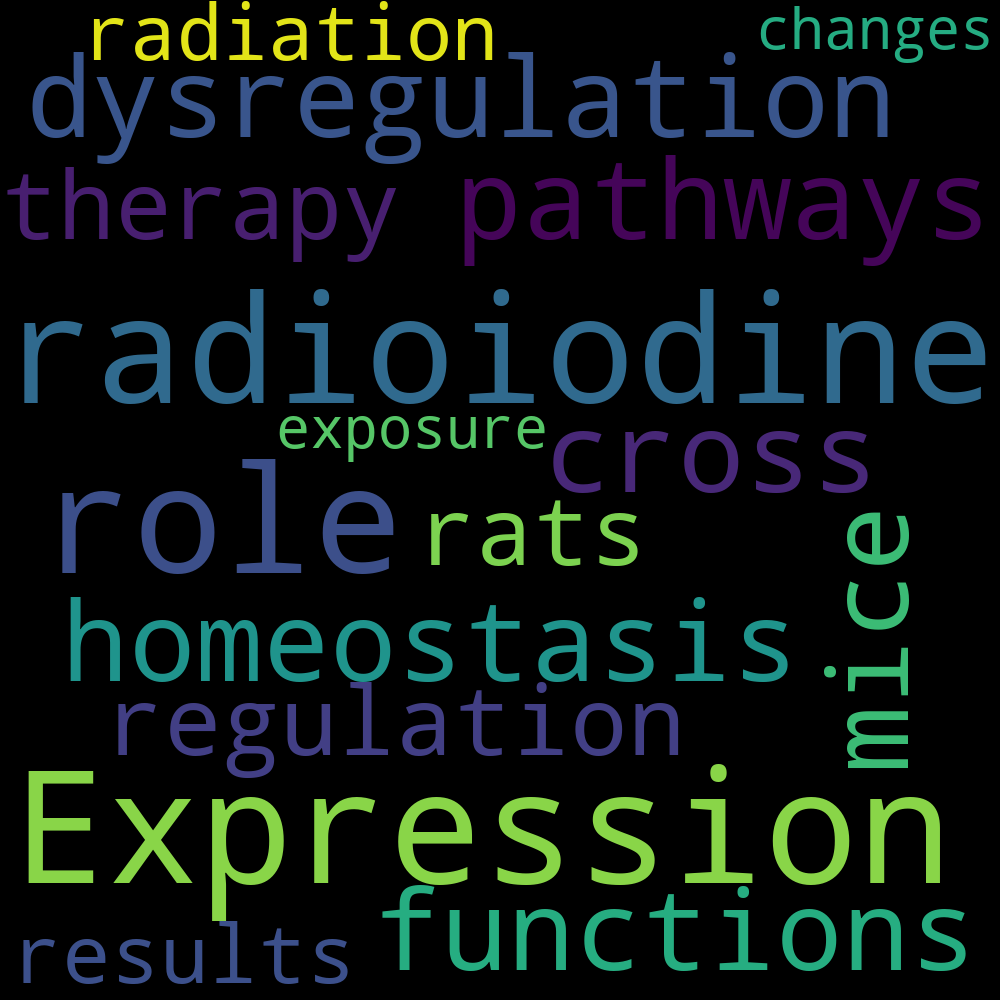 radiation
changes
dysregulation
therapy
pathways
radioiodine
exposure
cross
role
rats
mice
homeostasis
regulation
Expression
functions
results